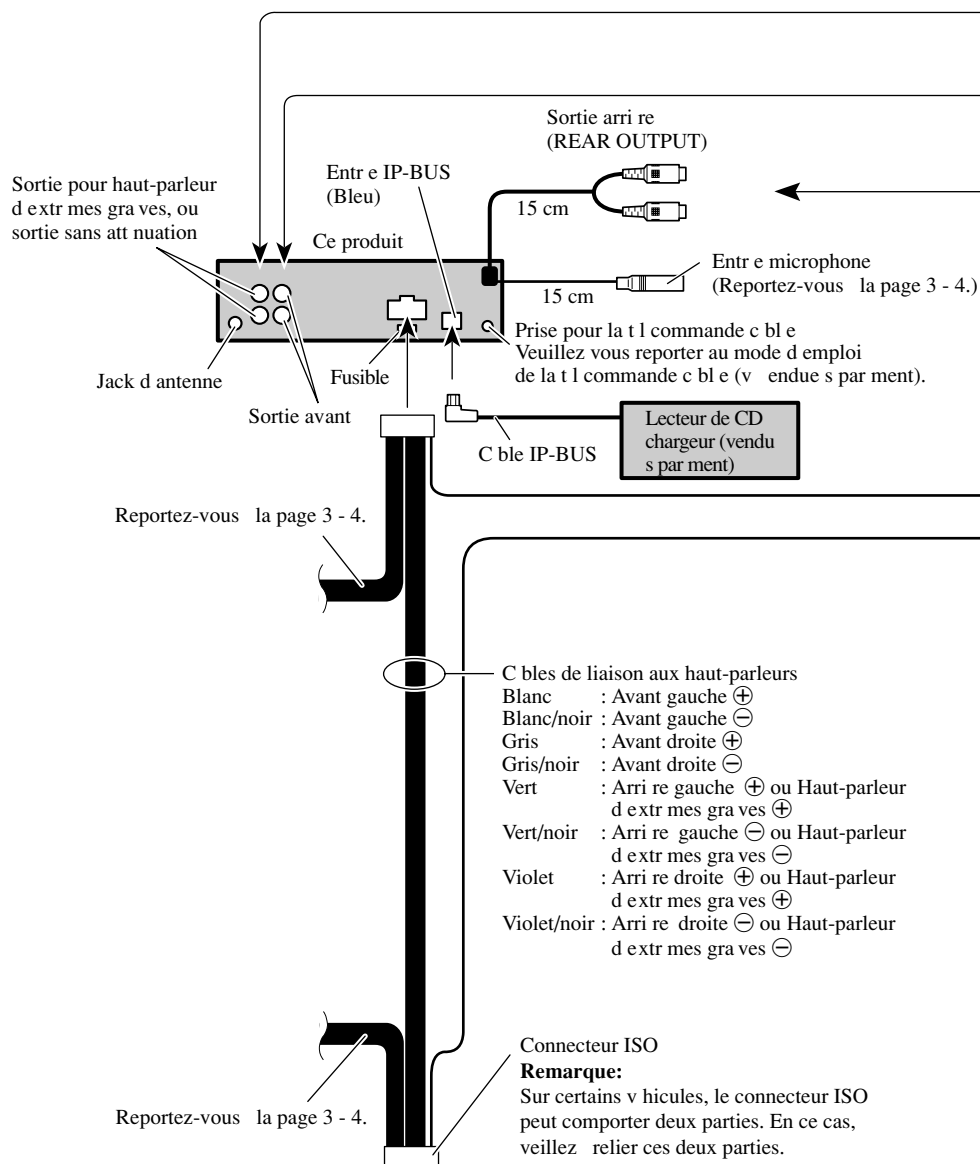 Sortie arri re
(REAR OUTPUT)
Entr e IP-BUS
(Bleu)
Sortie pour haut-parleur
d extr mes gra ves, ou
sortie sans att nuation
15 cm
Ce produit
Entr e microphone
(Reportez-vous la page 3 - 4.)
15 cm
Prise pour la t l commande c bl e
Veuillez vous reporter au mode d emploi
de la t l commande c bl e (v endue s par ment).
Jack d antenne
Fusible
Sortie avant
Lecteur de CD
chargeur (vendu
s par ment)
C ble IP-BUS
Reportez-vous la page 3 - 4.
C bles de liaison aux haut-parleurs
Blanc : Avant gauche ⊕
Blanc/noir : Avant gauche ⊖
Gris : Avant droite ⊕
Gris/noir : Avant droite ⊖
Vert : Arri re gauche ⊕ ou Haut-parleur
d extr mes gra ves ⊕
Vert/noir : Arri re gauche ⊖ ou Haut-parleur
d extr mes gra ves ⊖
Violet : Arri re droite ⊕ ou Haut-parleur
d extr mes gra ves ⊕
Violet/noir : Arri re droite ⊖ ou Haut-parleur
d extr mes gra ves ⊖
Connecteur ISO
Remarque:
Sur certains v hicules, le connecteur ISO
peut comporter deux parties. En ce cas,
veillez relier ces deux parties.
Reportez-vous la page 3 - 4.